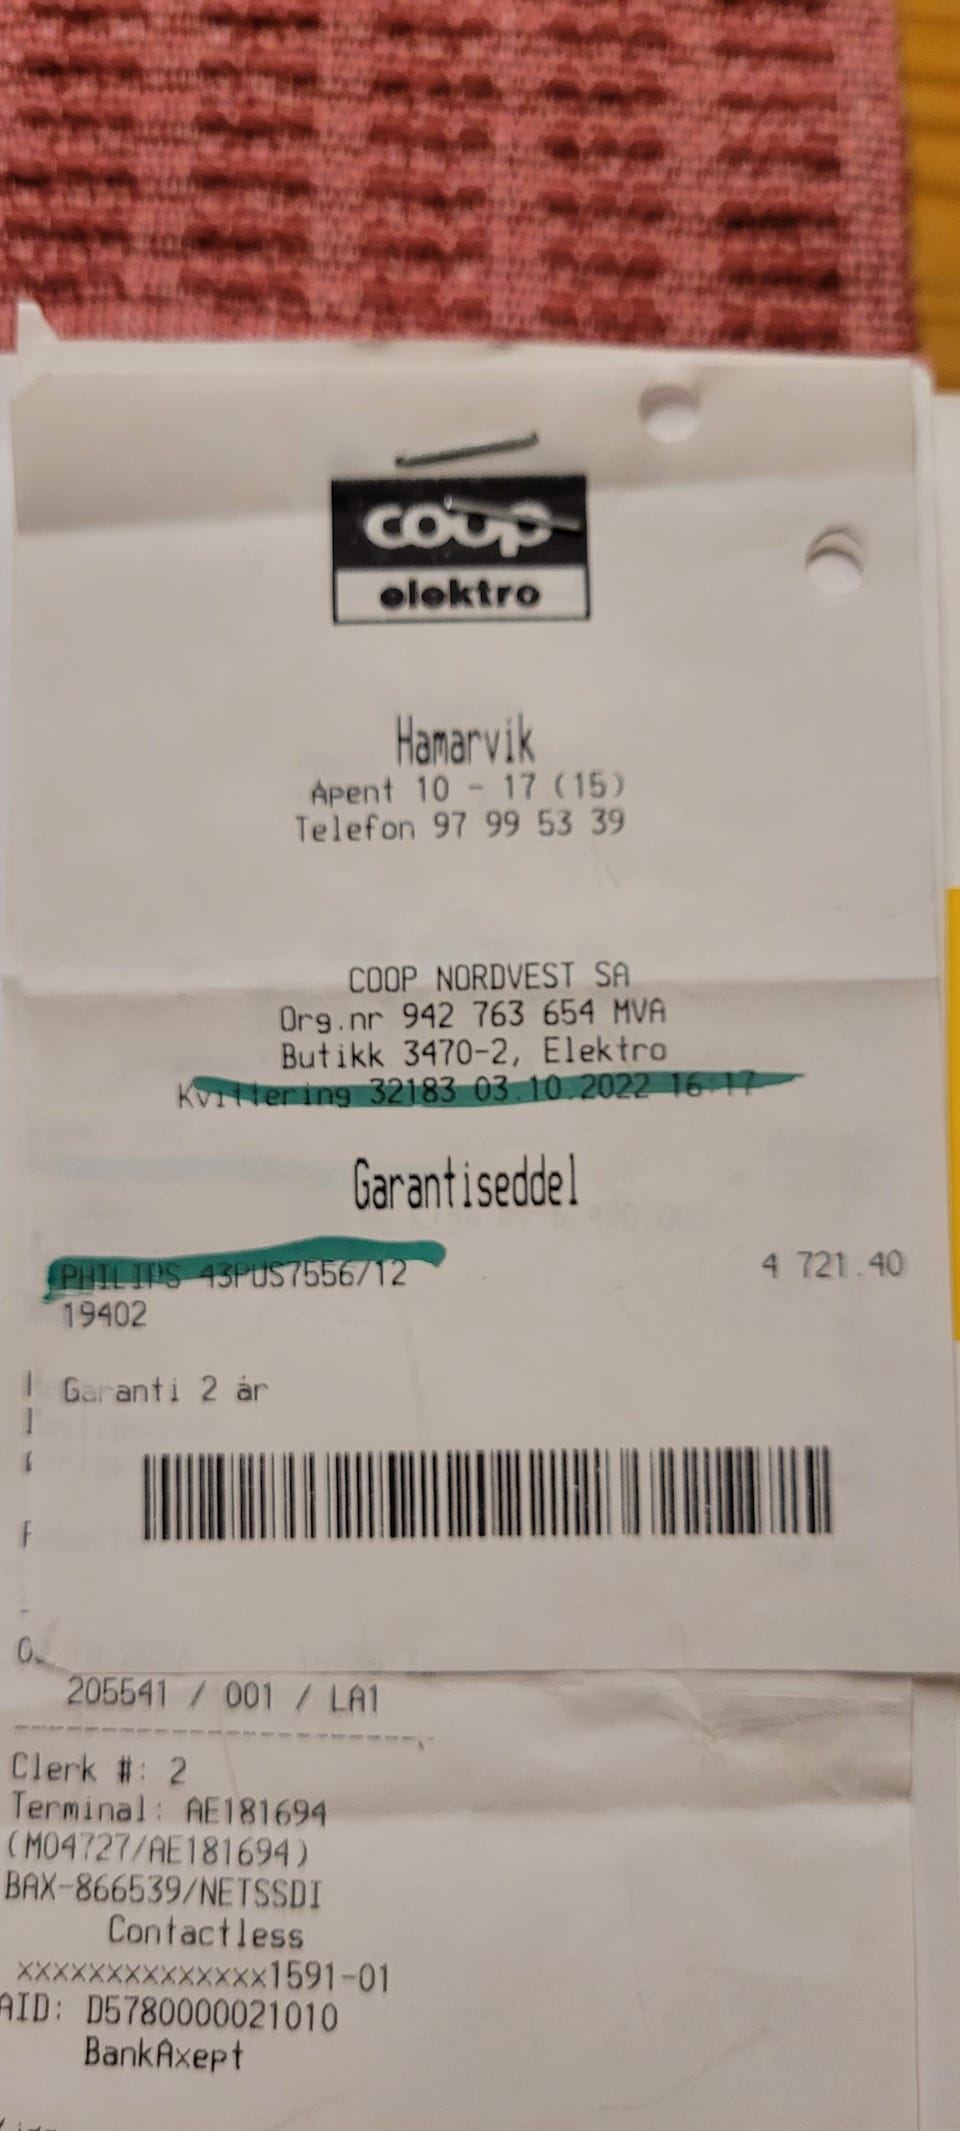 coop
elektro
Hamarvik
Åpent 10 - 17 (15)
Telefon 97 99 53 39
COOP NORDVEST SA
Org.nr 942 763 654 MVA
Butikk 3470-2, Elektro
Kvittering 32183 03.10.2022 16:17
Garantiseddel
PHILIPS 43PUS7556/12 4 721.40
19402
Garanti 2 år
205541 / 001 / LA1
Clerk #: 2
Terminal: AE181694
(M04727/AE181694)
BAX-866539/NETSSDI
Contactless
xxxxxxxxxxxxxx1591-01
AID: D5780000021010
BankAxept